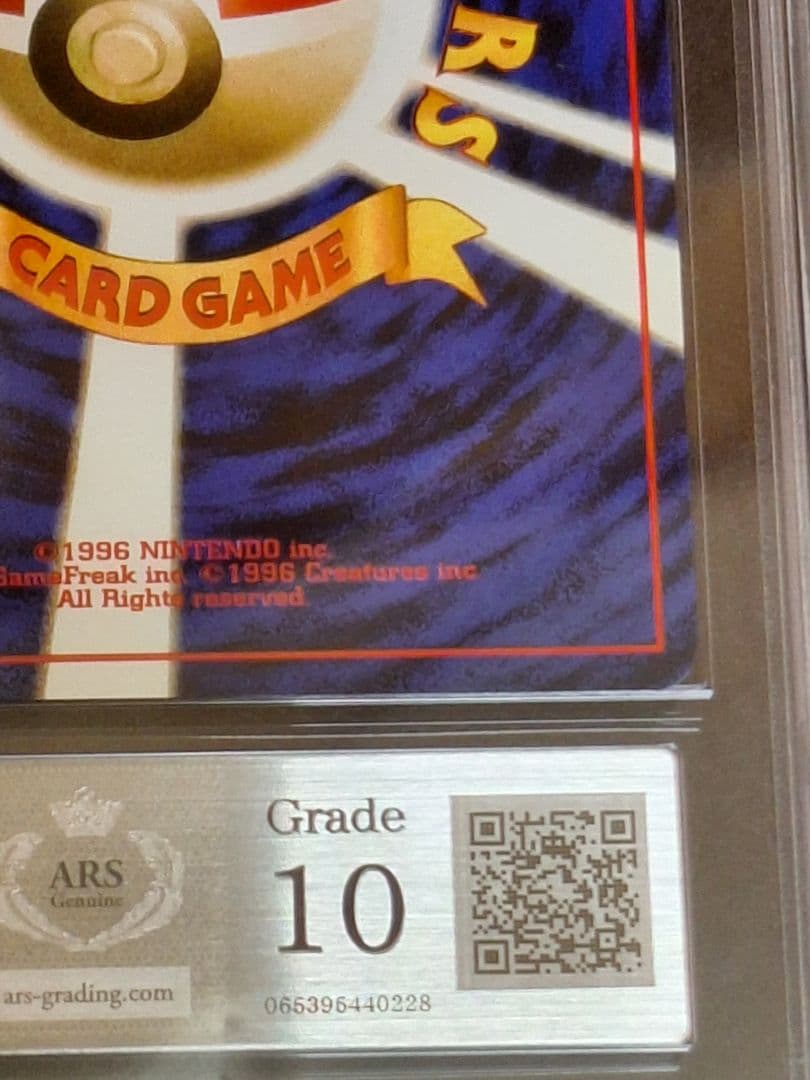 RS
CARD GAME
©1996 NINTENDO inc.
GameFreak inc. ©1996 Creatures inc.
All Rights reserved.
Grade
10
ARS
Genuine
ars-grading.com
065396440228